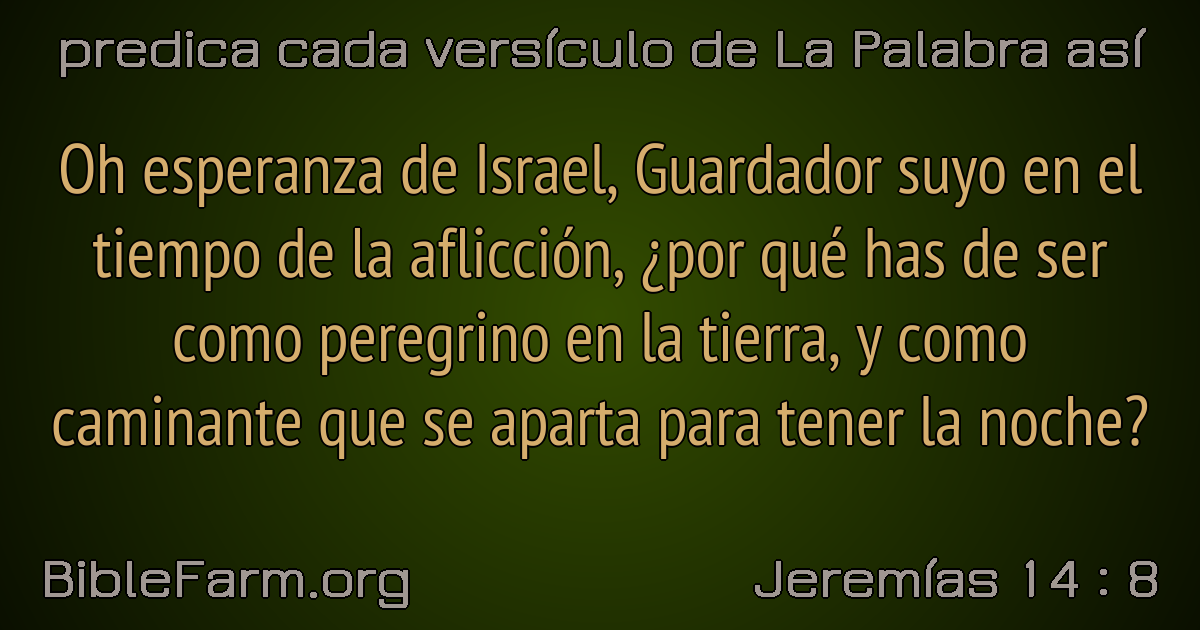 predica cada versículo de La Palabra así
Oh esperanza de Israel, Guardador suyo en el
tiempo de la aflicción, ¿por qué has de ser
como peregrino en la tierra, y como
caminante que se aparta para tener la noche?
BibleFarm.org
Jeremías 14 : 8